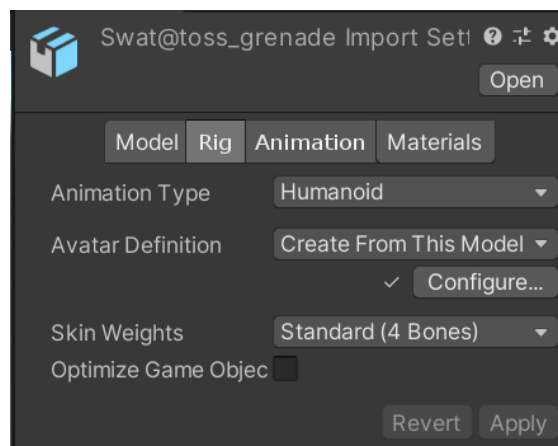 Swat@toss_grenade Import Sett
Open
Model Rig Animation Materials
Animation Type Humanoid
Avatar Definition Create From This Model
Configure...
Skin Weights Standard (4 Bones)
Optimize Game Objec
Revert Apply